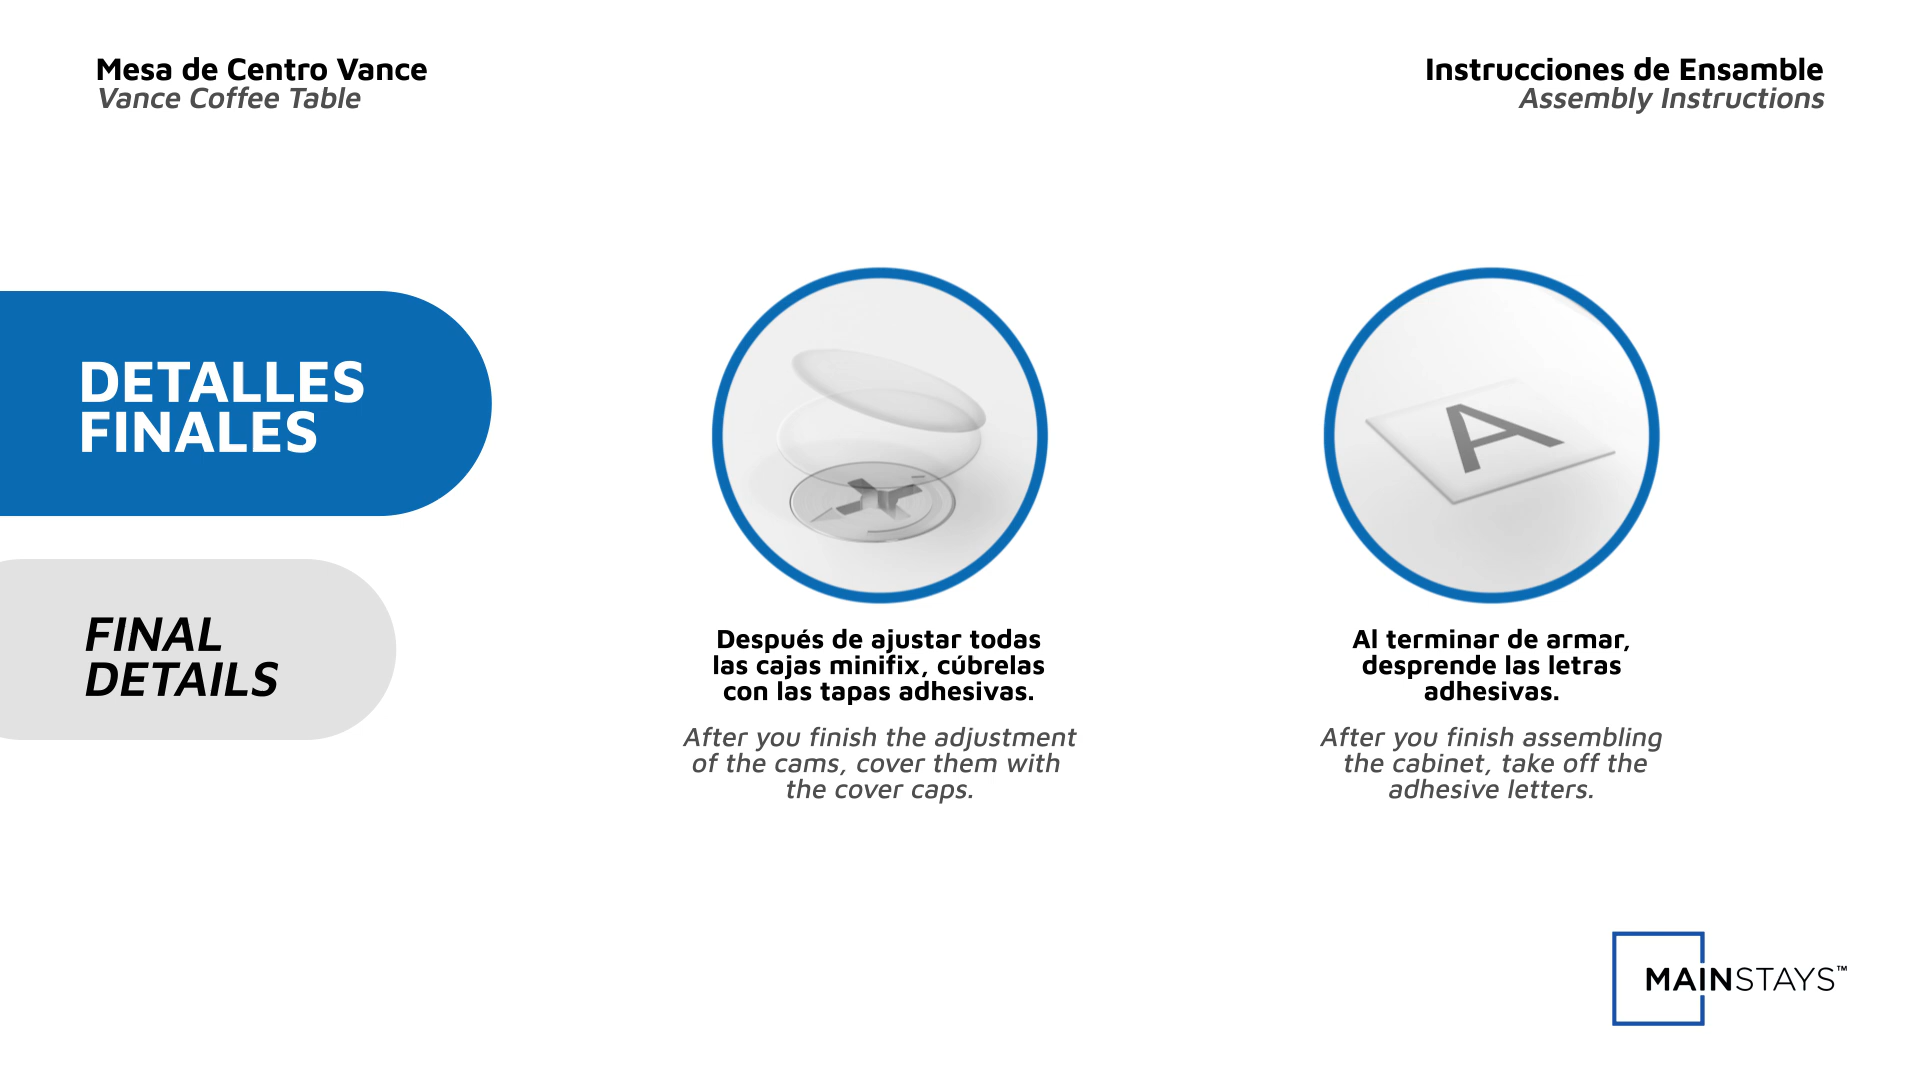 Mesa de Centro Vance
Vance Coffee Table
Instrucciones de Ensamble
Assembly Instructions
DETALLES
FINALES
FINAL
DETAILS
A
Después de ajustar todas
las cajas minifix, cúbrelas
con las tapas adhesivas.
After you finish the adjustment
of the cams, cover them with
the cover caps.
Al terminar de armar,
desprende las letras
adhesivas.
After you finish assembling
the cabinet, take off the
adhesive letters.
MAINSTAYS™